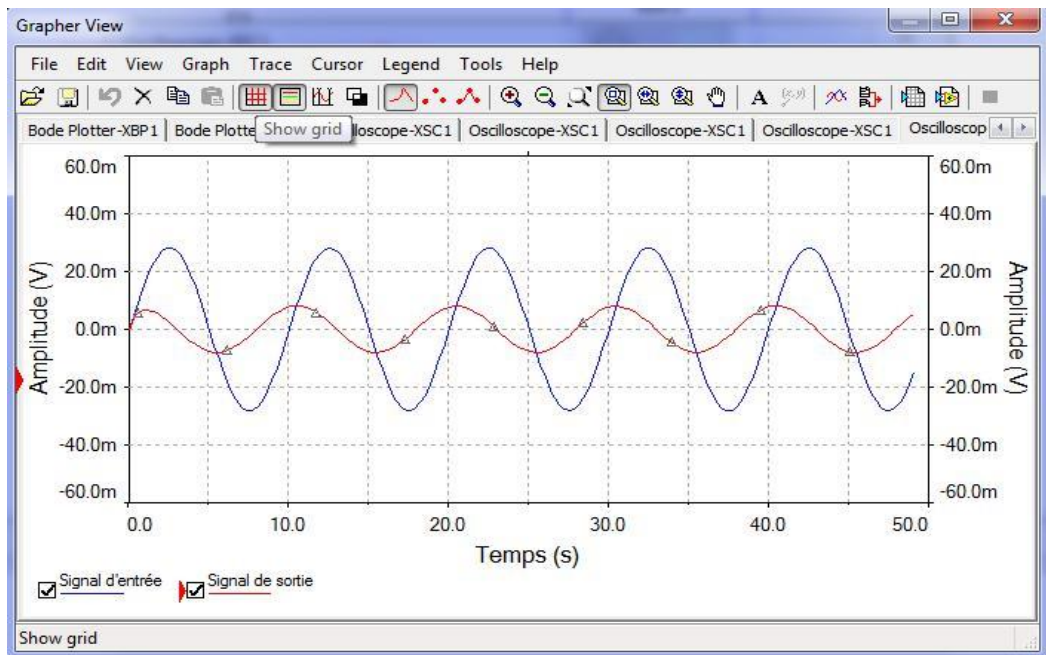 Grapher View
File Edit View Graph Trace Cursor Legend Tools Help
A
Bode Plotter-XBP1 Bode Plotte Show grid lloscope-XSC1 Oscilloscope-XSC1 Oscilloscope-XSC1 Oscilloscope-XSC1 Oscilloscop
60.0m 60.0m
40.0m 40.0m
20.0m 20.0m
0.0m 0.0m
-20.0m -20.0m
-40.0m -40.0m
-60.0m -60.0m
Amplitude (V)
Amplitude (V)
0.0 10.0 20.0 30.0 40.0 50.0
Temps (s)
Signal d'entrée Signal de sortie
Show grid